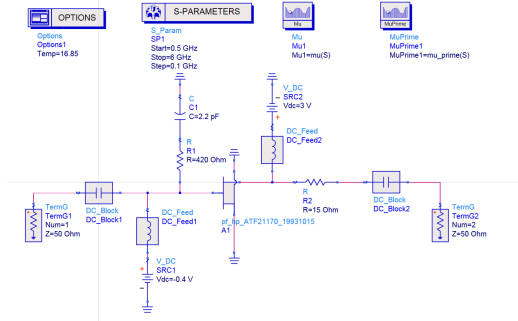 OPTIONS
Options
Options1
Temp=16.85
S-PARAMETERS
S_Param
SP1
Start=0.5 GHz
Stop=6 GHz
Step=0.1 GHz
Mu
Mu
Mu1
Mu1=mu(S)
MuPrime
MuPrime
MuPrime1
MuPrime1=mu_prime(S)
C
C1
C=2.2 pF
V_DC
SRC2
Vdc=3 V
DC_Feed
DC_Feed2
R
R1
R=420 Ohm
TermG
TermG1
Num=1
Z=50 Ohm
DC_Block
DC_Block1
DC_Feed
DC_Feed1
pf_hp_ATF21170_19931015
A1
R
R2
R=15 Ohm
DC_Block
DC_Block2
TermG
TermG2
Num=2
Z=50 Ohm
V_DC
SRC1
Vdc=-0.4 V